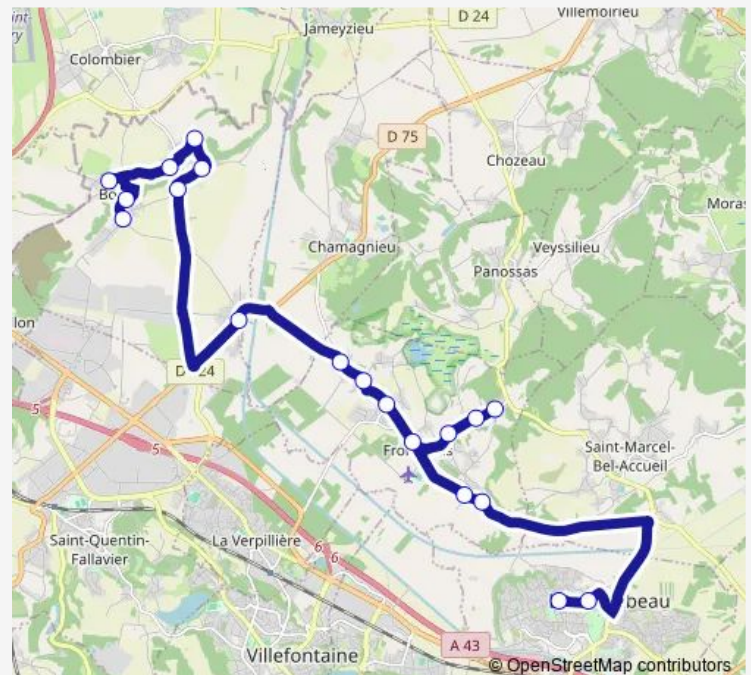 D 24
Villemoirieu
Jameyzieu
Colombier
D 75
Chozeau
Bo
Moras
Chamagnieu
Veyssilieu
Panossas
lon
D 24
5
5
Fro
s
Saint-Marcel-
Bel-Accueil
Saint-Quentin-
Fallavier
La Verpillière
6
6
beau
A 43
Villefontaine
© OpenStreetMap contributors